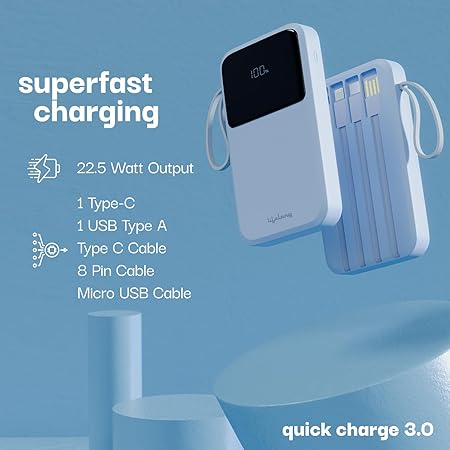 superfast
charging
22.5 Watt Output
1 Type-C
1 USB Type A
Type C Cable
8 Pin Cable
Micro USB Cable
100%
lifelong
quick charge 3.0